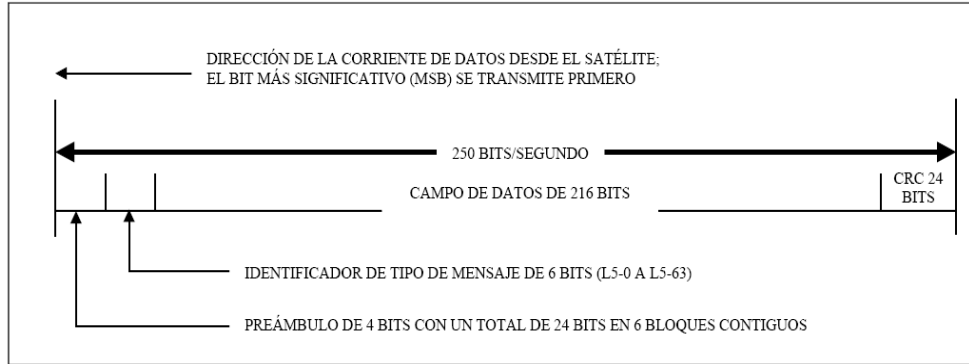 DIRECCIÓN DE LA CORRIENTE DE DATOS DESDE EL SATÉLITE;
EL BIT MÁS SIGNIFICATIVO (MSB) SE TRANSMITE PRIMERO
250 BITS/SEGUNDO
CAMPO DE DATOS DE 216 BITS
CRC 24
BITS
IDENTIFICADOR DE TIPO DE MENSAJE DE 6 BITS (L5-0 A L5-63)
PREÁMBULO DE 4 BITS CON UN TOTAL DE 24 BITS EN 6 BLOQUES CONTIGUOS